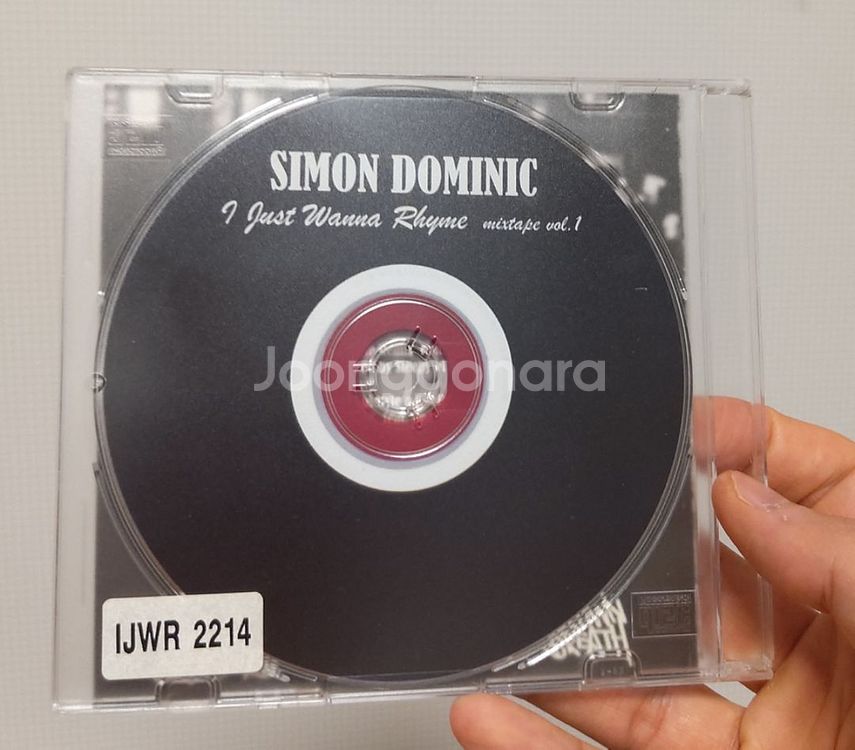 SIMON DOMINIC
I Just Wanna Rhyme mixtape vol.1
Joonggonara
IJWR 2214